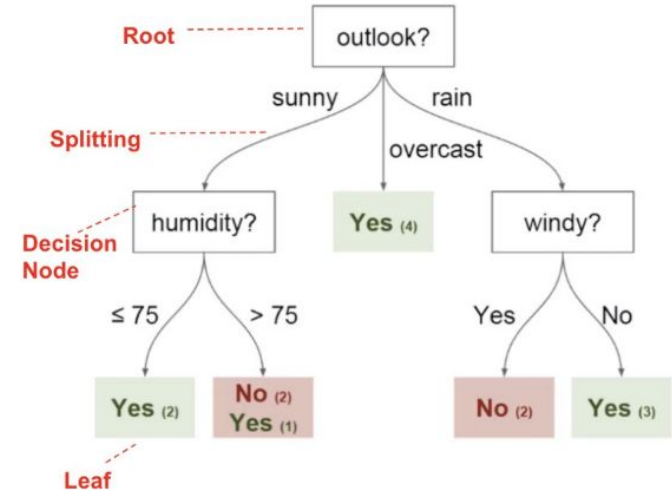 Root
outlook?
sunny
rain
Splitting
overcast
humidity?
Yes (4)
windy?
Decision
Node
≤ 75
> 75
Yes
No
Yes (2)
No (2)
Yes (1)
No (2)
Yes (3)
Leaf